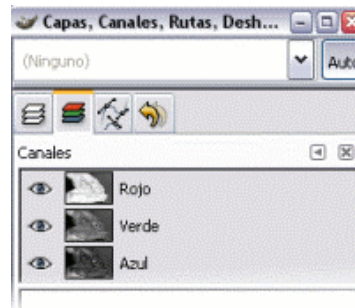 Capas, Canales, Rutas, Desh...
(Ninguno)
Auto
Canales
Rojo
Verde
Azul